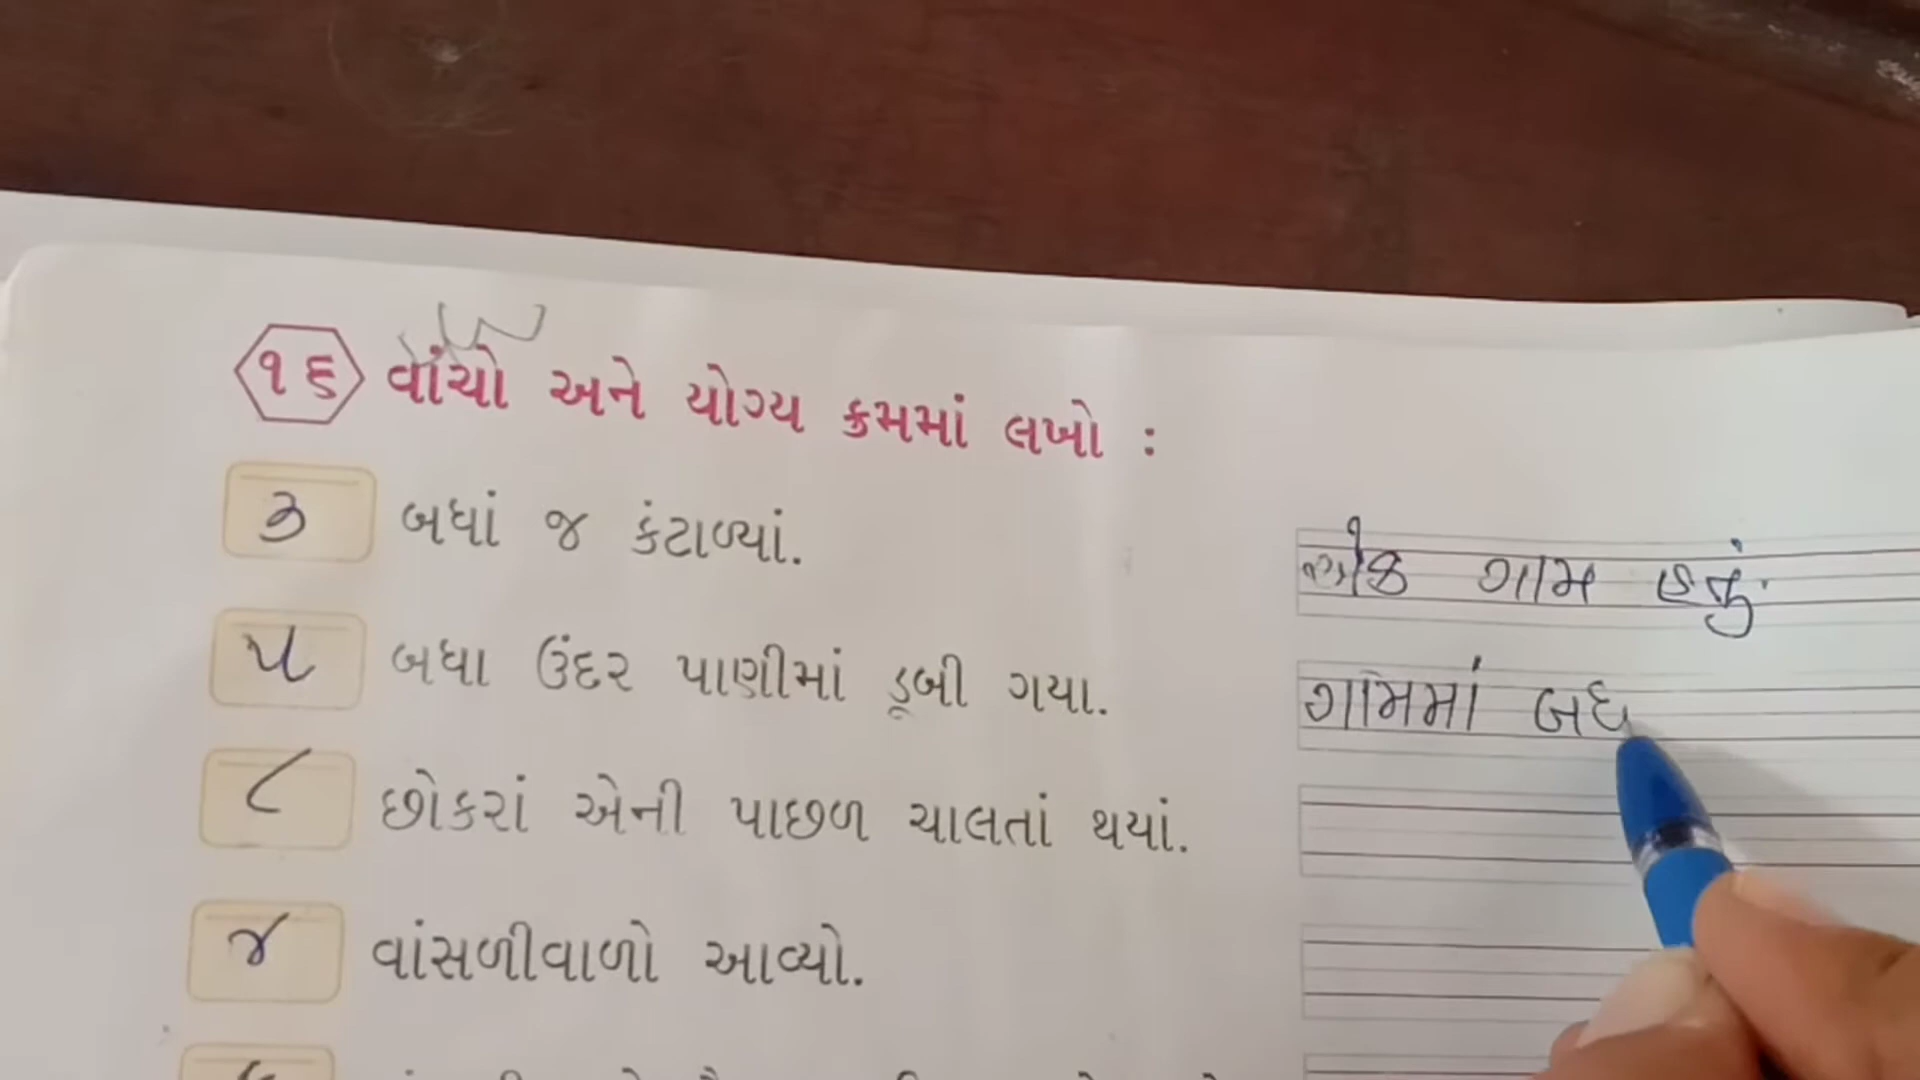 ૧૬ વાંચો અને યોગ્ય ક્રમમાં લખો :
૩ બધાં જ કંટાળ્યાં.
૫ બધા ઉંદર પાણીમાં ડૂબી ગયા.
૮ છોકરાં એની પાછળ ચાલતાં થયાં.
૪ વાંસળીવાળો આવ્યો.
એક ગામ હતું.
ગામમાં બધ